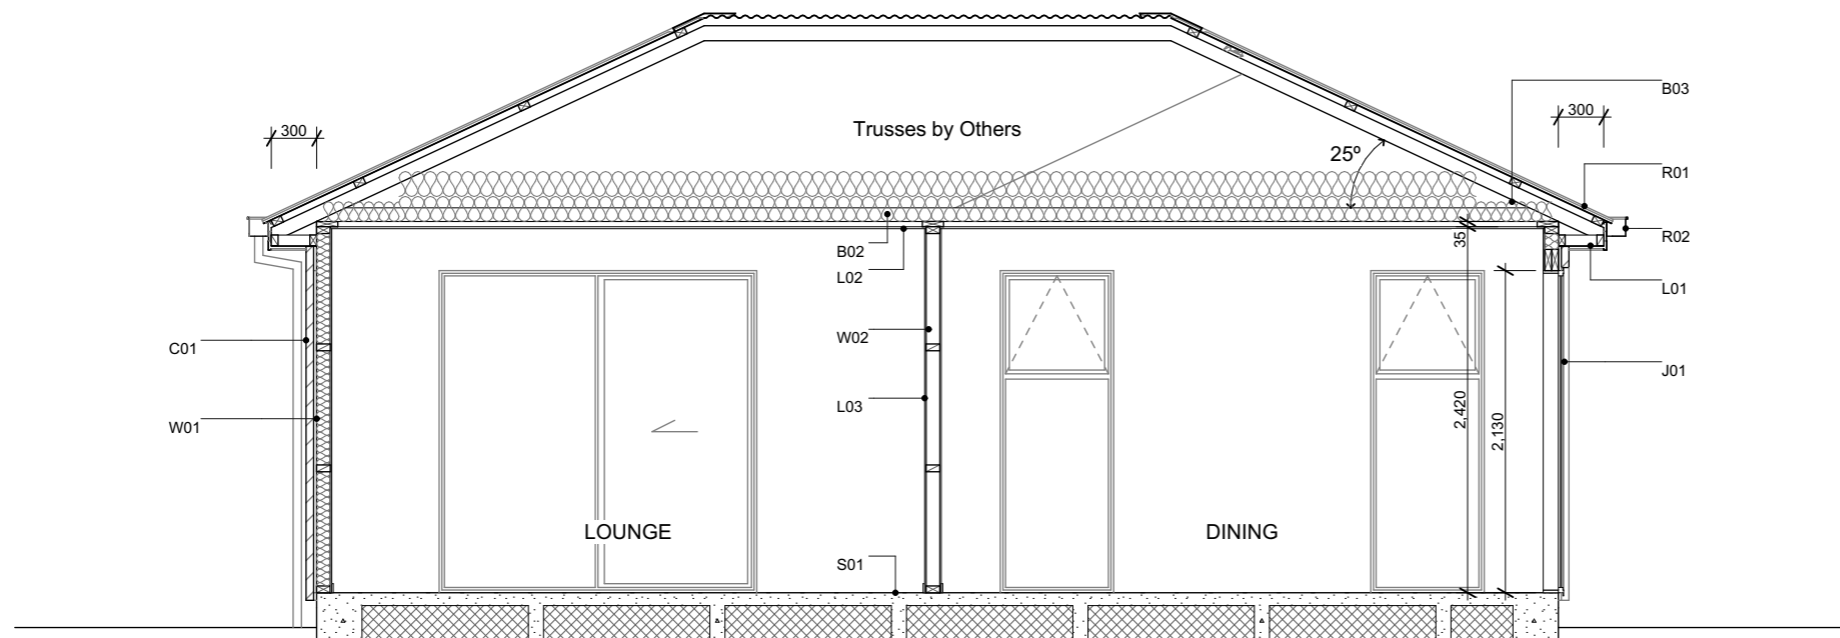 B03
300
300
Trusses by Others
25º
R01
R02
35
B02
L02
L01
W02
C01
J01
L03
2,420
2,130
W01
LOUNGE
DINING
S01